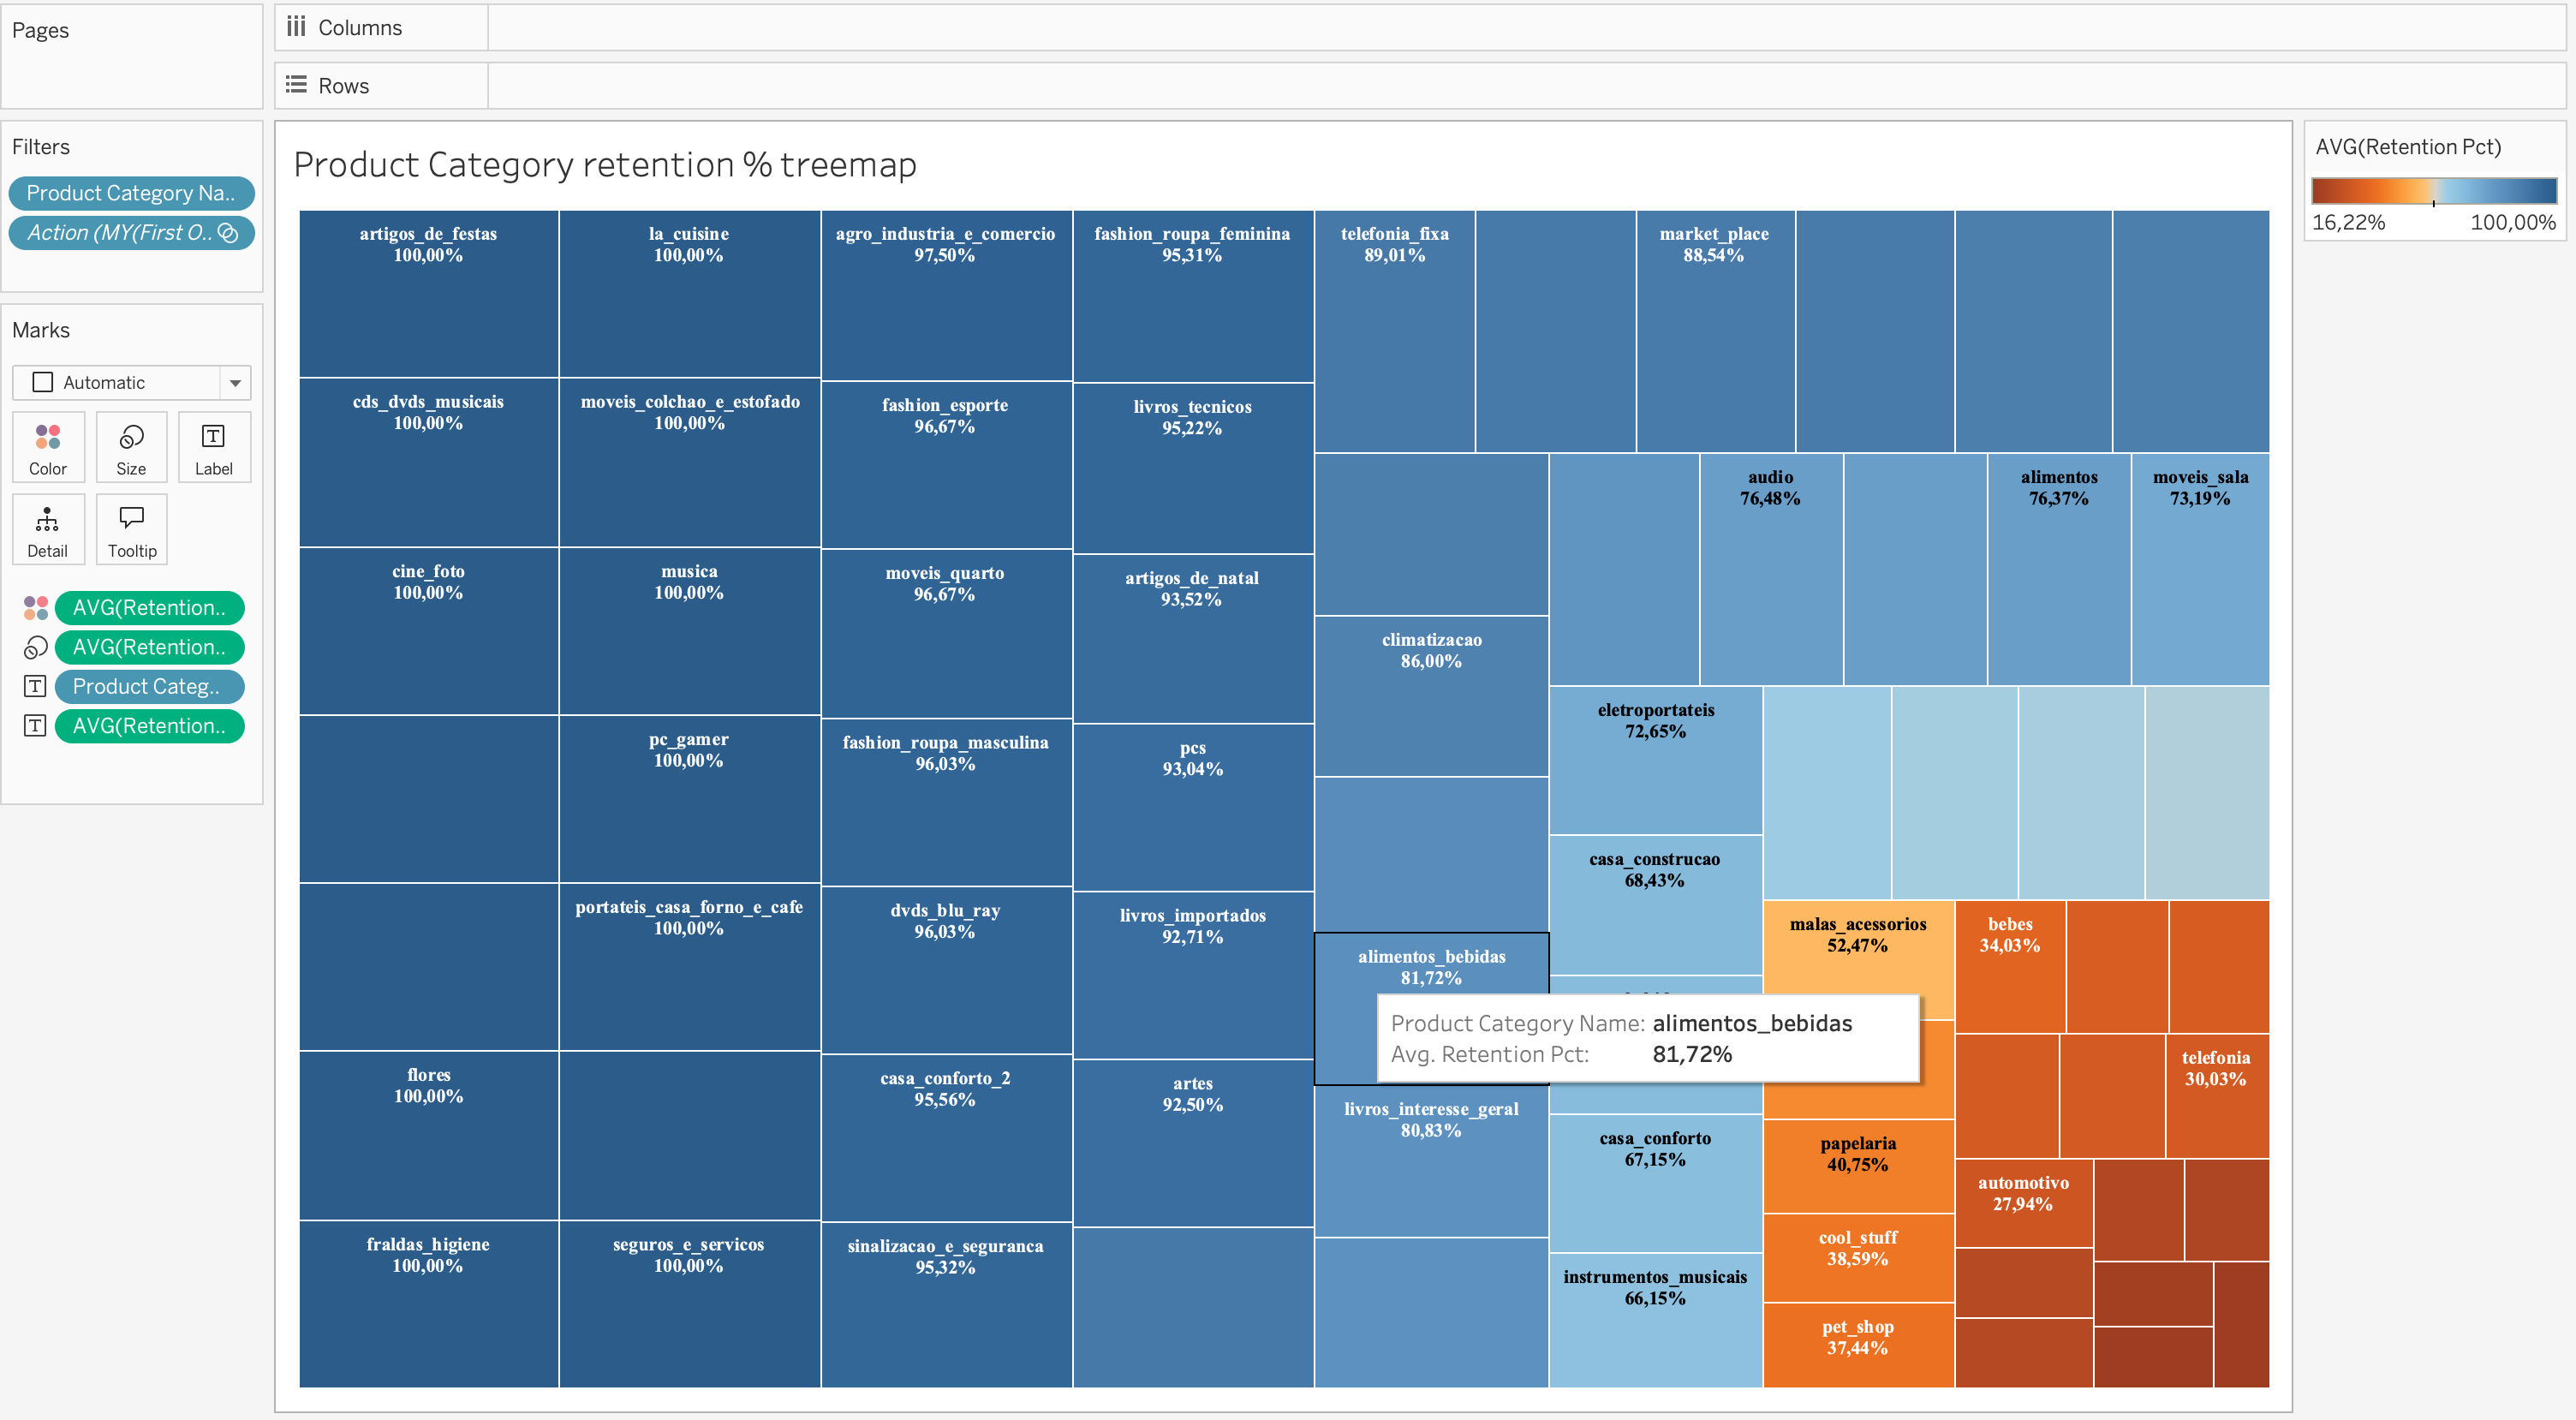 Pages
Columns
Rows
Filters
Product Category Na..
Action (MY(First O..
Marks
Automatic
Color
Size
Label
Detail
Tooltip
AVG(Retention..
AVG(Retention..
Product Categ..
AVG(Retention..
Product Category retention % treemap
artigos_de_festas
100,00%
cds_dvds_musicais
100,00%
cine_foto
100,00%
flores
100,00%
fraldas_higiene
100,00%
la_cuisine
100,00%
moveis_colchao_e_estofado
100,00%
musica
100,00%
pc_gamer
100,00%
portateis_casa_forno_e_cafe
100,00%
seguros_e_servicos
100,00%
agro_industria_e_comercio
97,50%
fashion_esporte
96,67%
moveis_quarto
96,67%
fashion_roupa_masculina
96,03%
dvds_blu_ray
96,03%
casa_conforto_2
95,56%
sinalizacao_e_seguranca
95,32%
fashion_roupa_feminina
95,31%
livros_tecnicos
95,22%
artigos_de_natal
93,52%
pcs
93,04%
livros_importados
92,71%
artes
92,50%
telefonia_fixa
89,01%
market_place
88,54%
climatizacao
86,00%
alimentos_bebidas
81,72%
Product Category Name: alimentos_bebidas
Avg. Retention Pct: 81,72%
livros_interesse_geral
80,83%
audio
76,48%
alimentos
76,37%
moveis_sala
73,19%
eletroportateis
72,65%
casa_construcao
68,43%
casa_conforto
67,15%
instrumentos_musicais
66,15%
malas_acessorios
52,47%
papelaria
40,75%
cool_stuff
38,59%
pet_shop
37,44%
bebes
34,03%
telefonia
30,03%
automotivo
27,94%
AVG(Retention Pct)
16,22% 100,00%